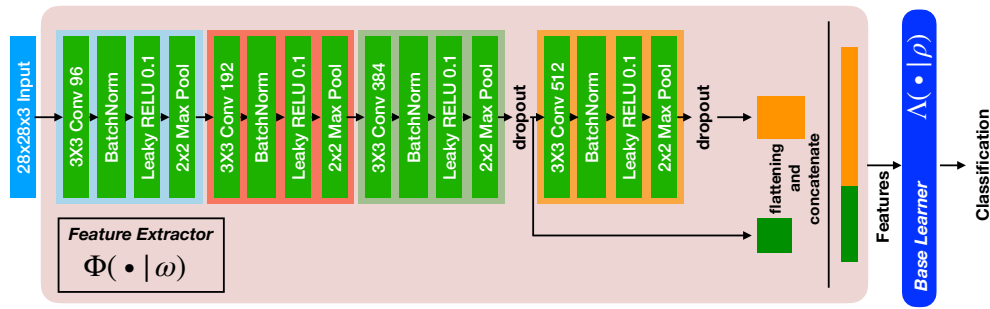 28x28x3 Input
3X3 Conv 96
BatchNorm
Leaky RELU 0.1
2x2 Max Pool
3X3 Conv 192
BatchNorm
Leaky RELU 0.1
2x2 Max Pool
3X3 Conv 384
BatchNorm
Leaky RELU 0.1
2x2 Max Pool
dropout
3X3 Conv 512
BatchNorm
Leaky RELU 0.1
2x2 Max Pool
dropout
flattening
and
concatenate
Features
Λ( • | ρ)
Base Learner
Classification
Feature Extractor
Φ( • | ω)